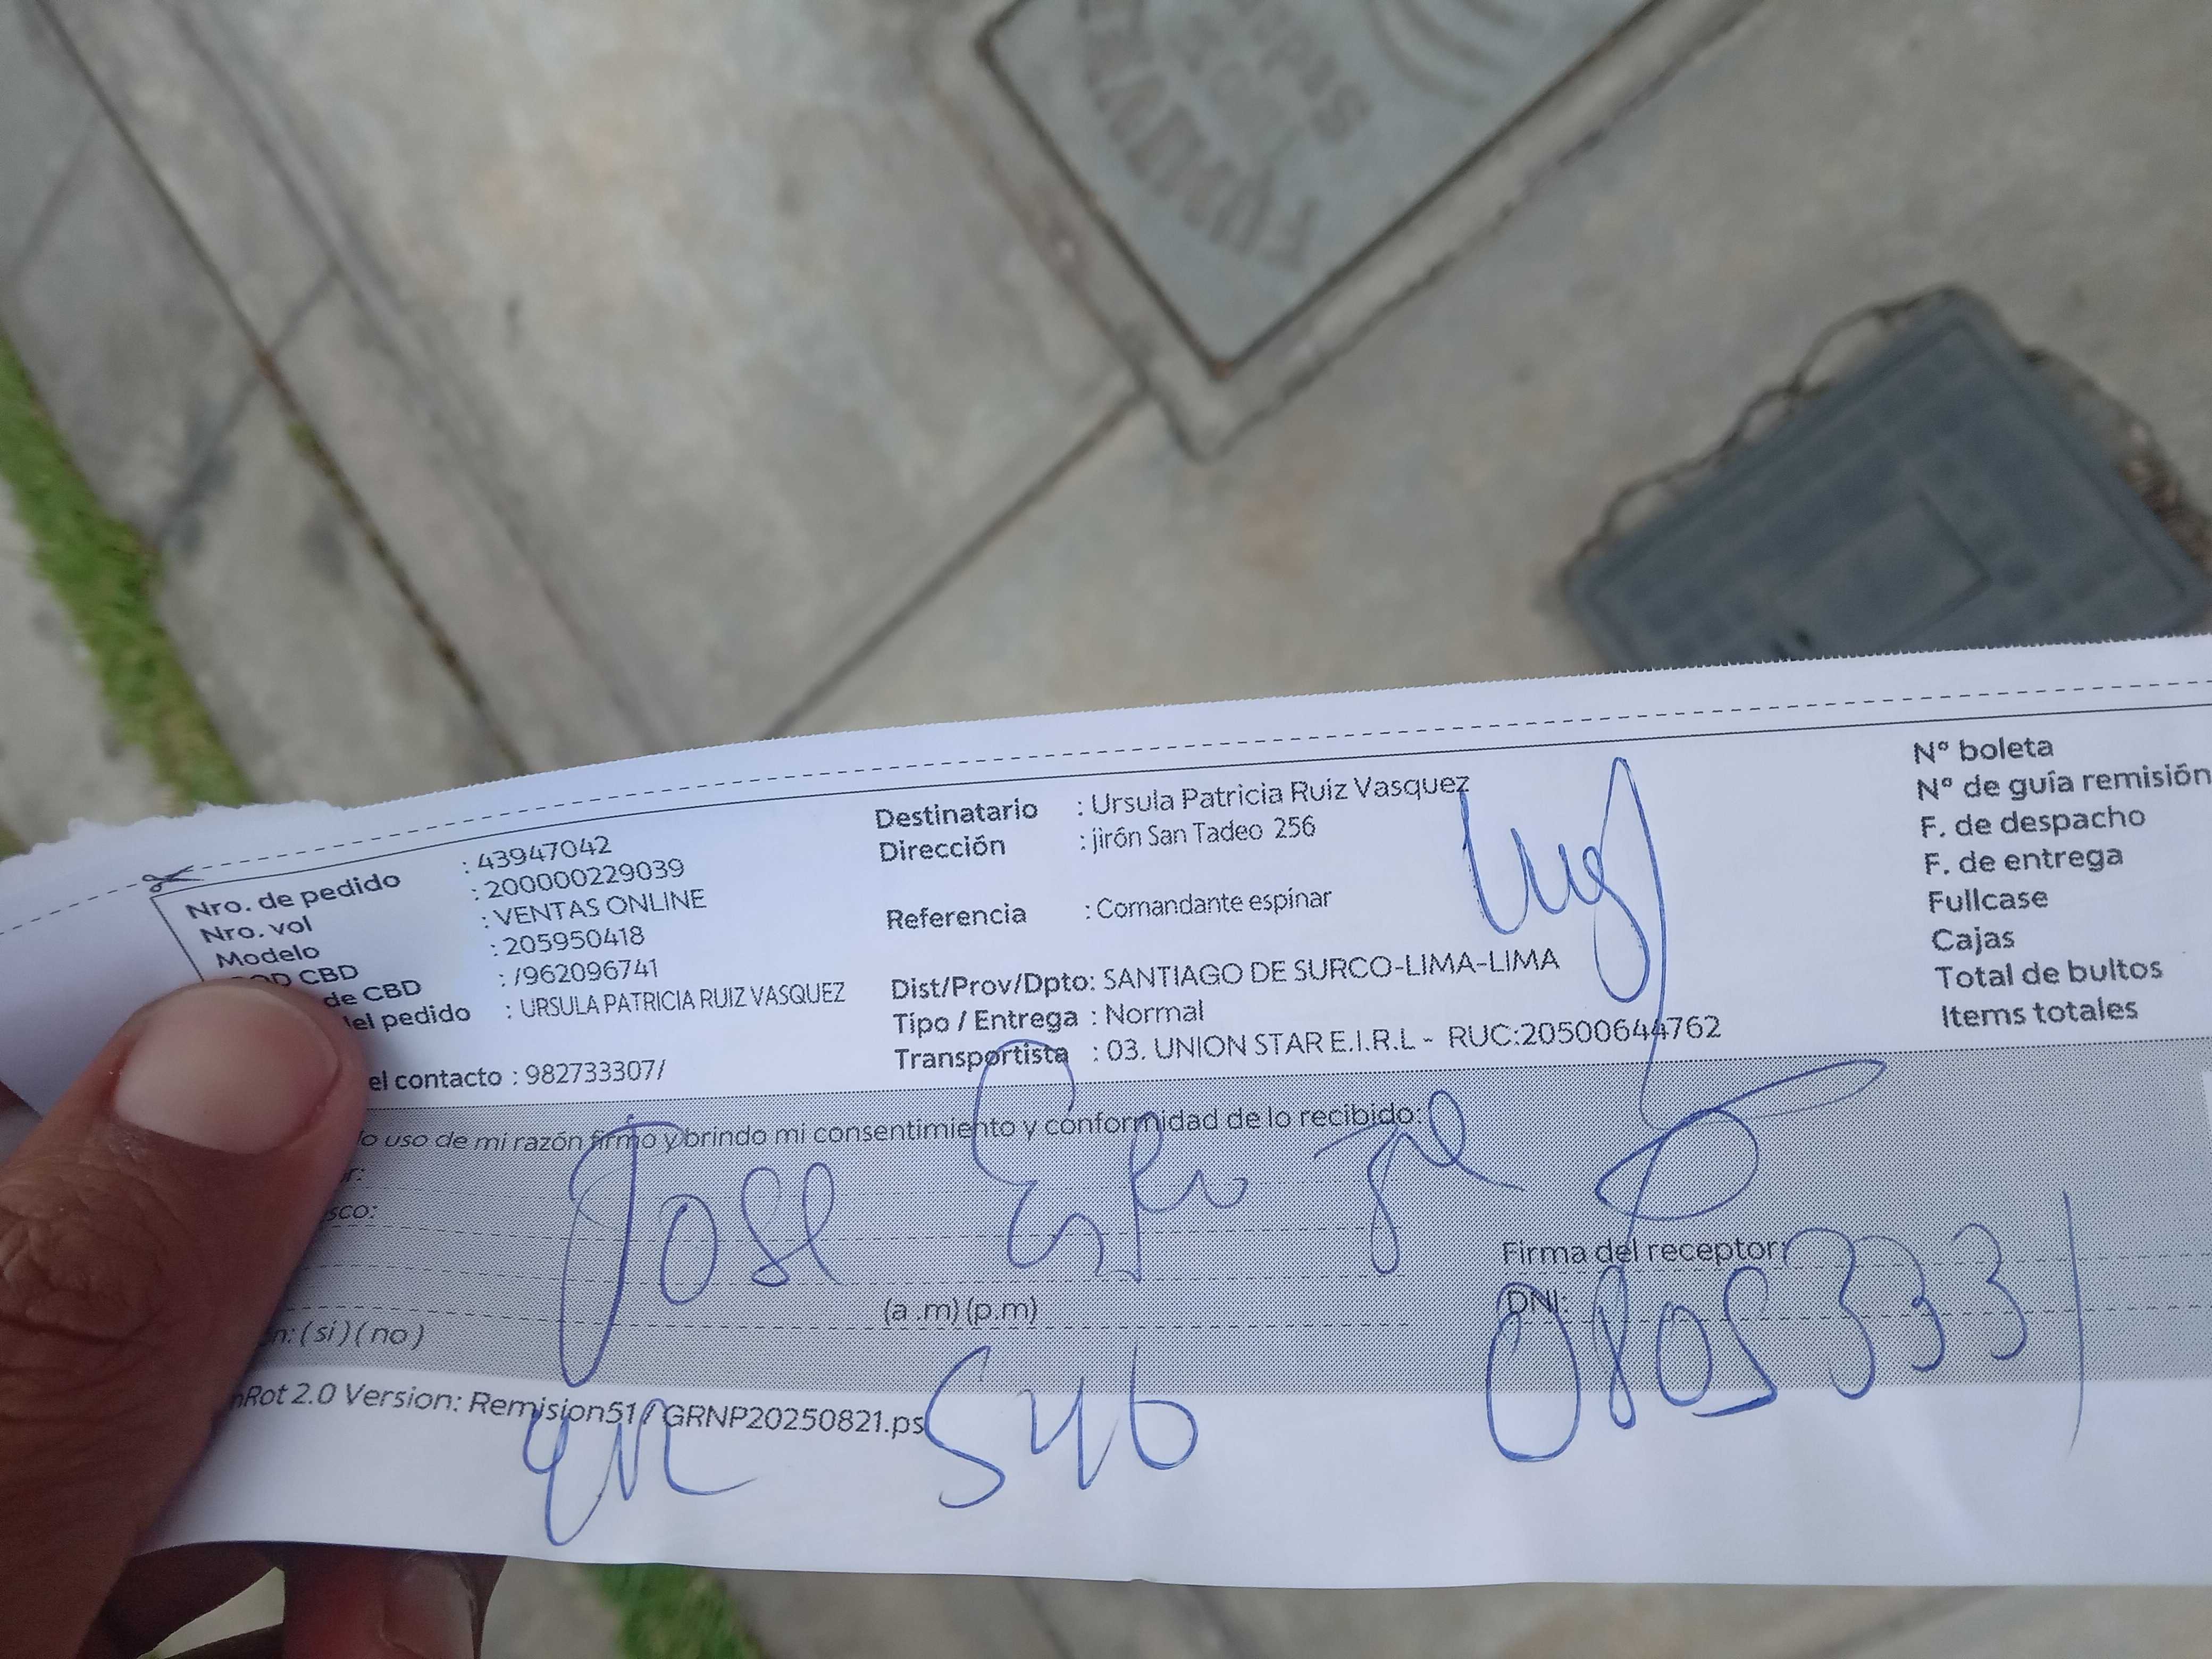 Nro. de pedido : 43947042
Nro. vol : 200000229039
Modelo : VENTAS ONLINE
COD CBD : 205950418
de CBD : /962096741
del pedido : URSULA PATRICIA RUIZ VASQUEZ
el contacto : 982733307/
Destinatario : Ursula Patricia Ruiz Vasquez
Dirección : jirón San Tadeo 256
Referencia : Comandante espinar
Dist/Prov/Dpto: SANTIAGO DE SURCO-LIMA-LIMA
Tipo / Entrega : Normal
Transportista : 03. UNION STAR E.I.R.L - RUC:20500644762
N° boleta
N° de guía remisión
F. de despacho
F. de entrega
Fullcase
Cajas
Total de bultos
Items totales
uso de mi razón firmo y brindo mi consentimiento y conformidad de lo recibido:
Jose
Firma del receptor:
DNI: 08053331
(a .m) (p.m)
( si ) ( no )
Rot 2.0 Version: Remision51 / GRNP20250821.ps
546